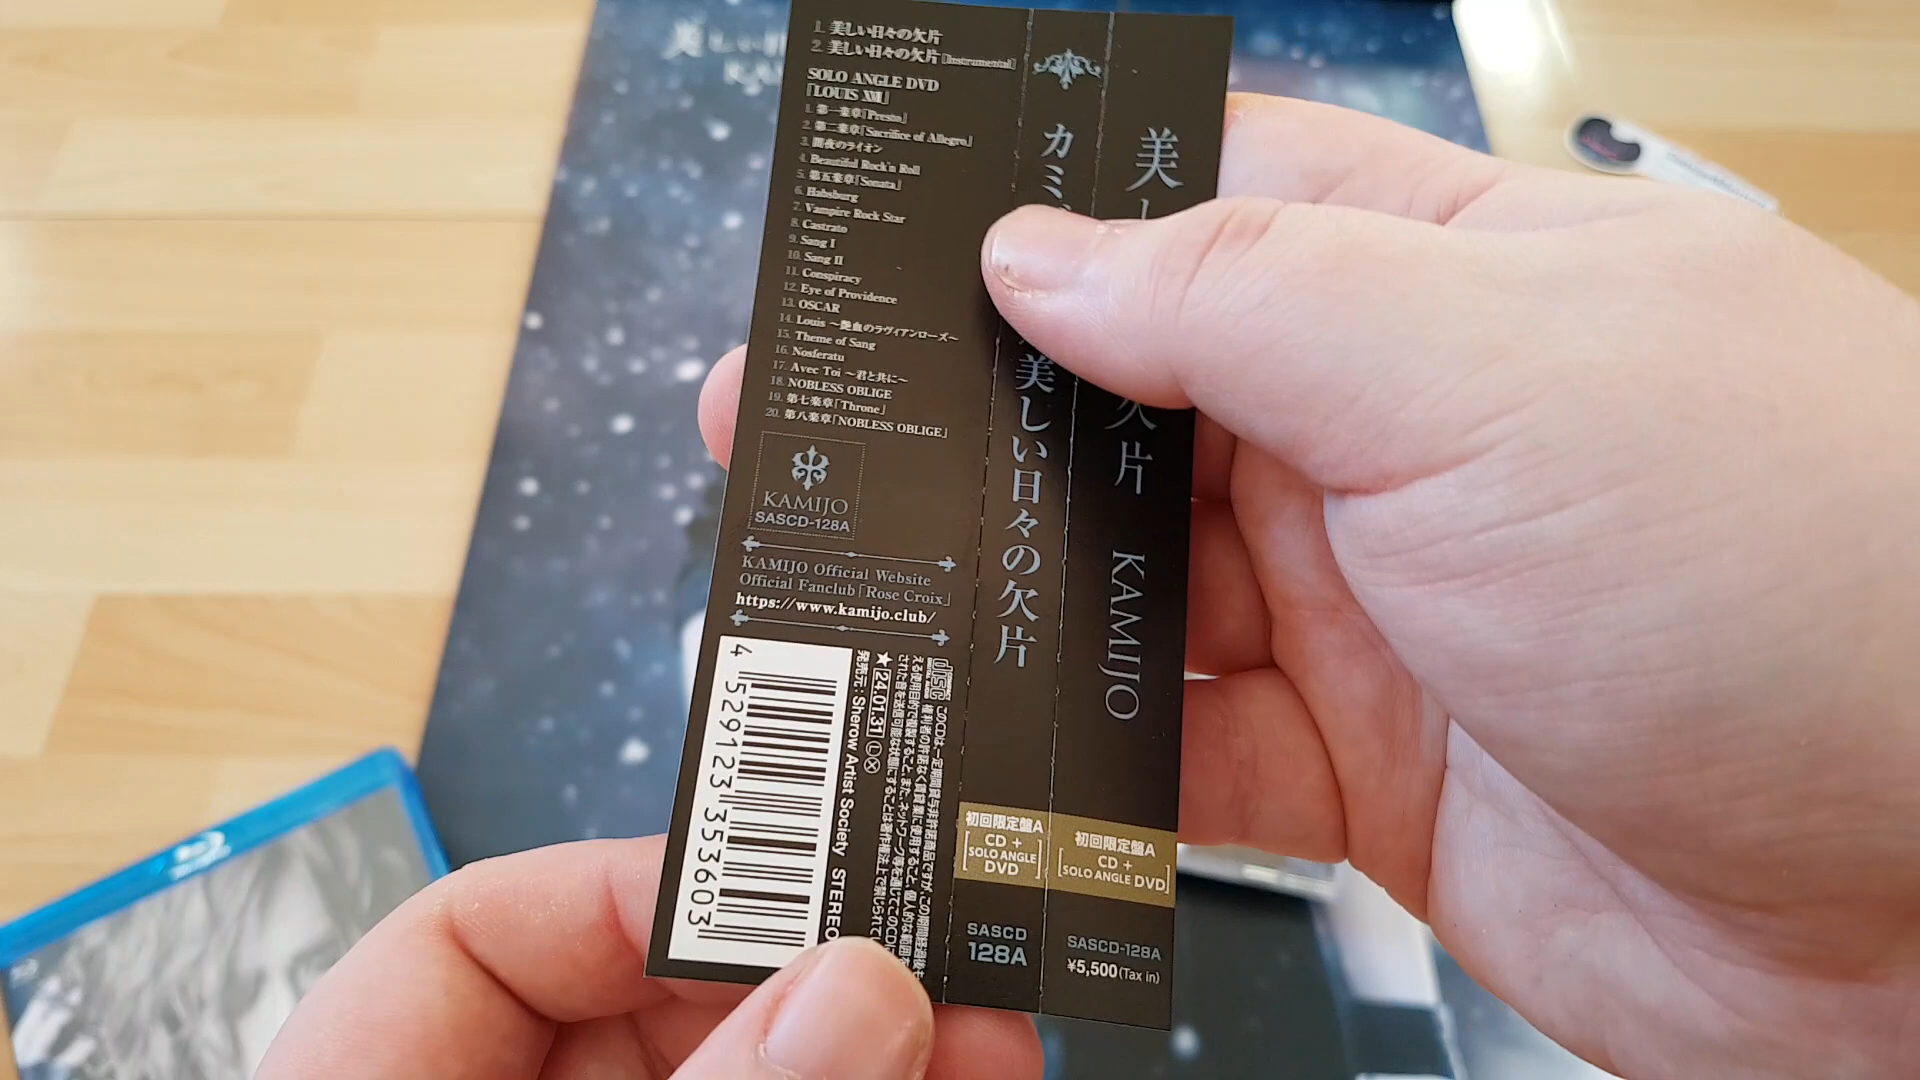 1. 美しい日々の欠片
2. 美しい日々の欠片 [Instrumental]
SOLO ANGLE DVD
「LOUIS XVII」
1. 第一楽章「Presto」
2. 第二楽章「Sacrifice of Allegro」
3. 闇夜のライオン
4. Beautiful Rock'n Roll
5. 第五楽章「Sonata」
6. Habsburg
7. Vampire Rock Star
8. Castrato
9. Sang I
10. Sang II
11. Conspiracy
12. Eye of Providence
13. OSCAR
14. Louis ～艶血のラヴィアンローズ～
15. Theme of Sang
16. Nosferatu
17. Avec Toi ～君と共に～
18. NOBLESS OBLIGE
19. 第七楽章「Throne」
20. 第八楽章「NOBLESS OBLIGE」
KAMIJO
SASCD-128A
KAMIJO Official Website
Official Fanclub「Rose Croix」
https://www.kamijo.club/
4 529123 353603
発売元: Sherow Artist Society STEREO
★ 24.01.31 Ⓛ Ⓧ
disc
カミ
美しい日々の欠片
初回限定盤A
CD +
SOLO ANGLE
DVD
SASCD
128A
美し
欠片 KAMIJO
初回限定盤A
CD +
SOLO ANGLE DVD
SASCD-128A
¥5,500(Tax in)
美しい日
KA